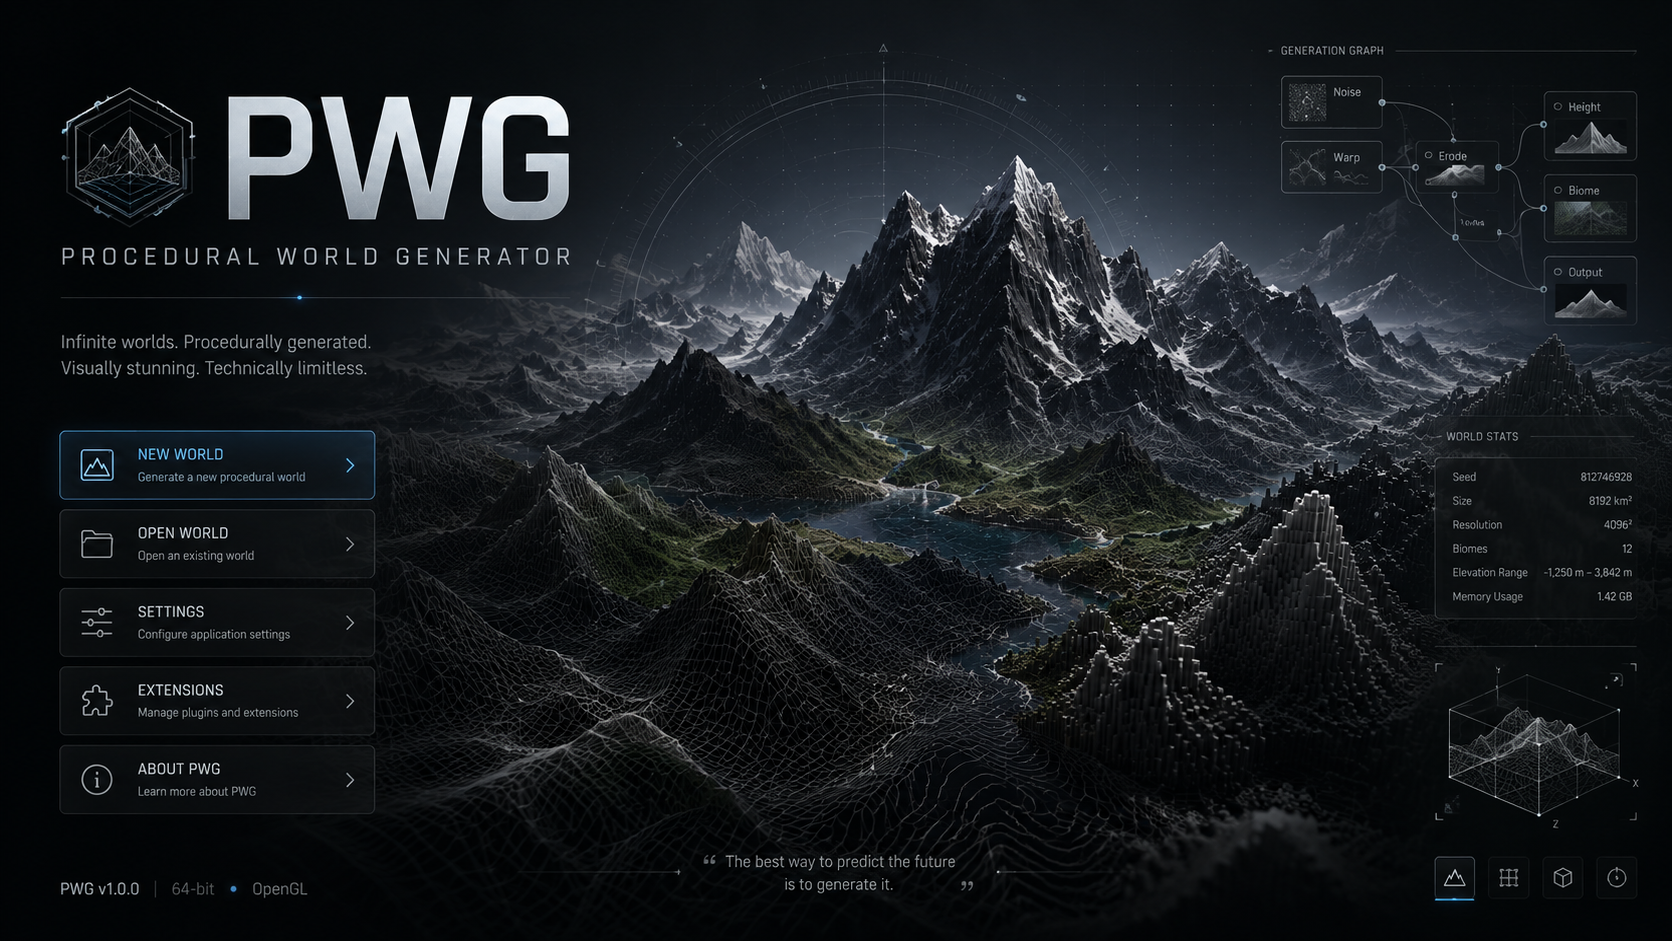 PWG
PROCEDURAL WORLD GENERATOR
Infinite worlds. Procedurally generated.
Visually stunning. Technically limitless.
NEW WORLD
Generate a new procedural world
OPEN WORLD
Open an existing world
SETTINGS
Configure application settings
EXTENSIONS
Manage plugins and extensions
ABOUT PWG
Learn more about PWG
PWG v1.0.0 | 64-bit • OpenGL
“ The best way to predict the future
is to generate it. ”
GENERATION GRAPH
Noise
Warp
Erode
Height
Biome
Output
WORLD STATS
Seed 812746928
Size 8192 km²
Resolution 4096²
Biomes 12
Elevation Range -1,250 m – 3,842 m
Memory Usage 1.42 GB
X
Z